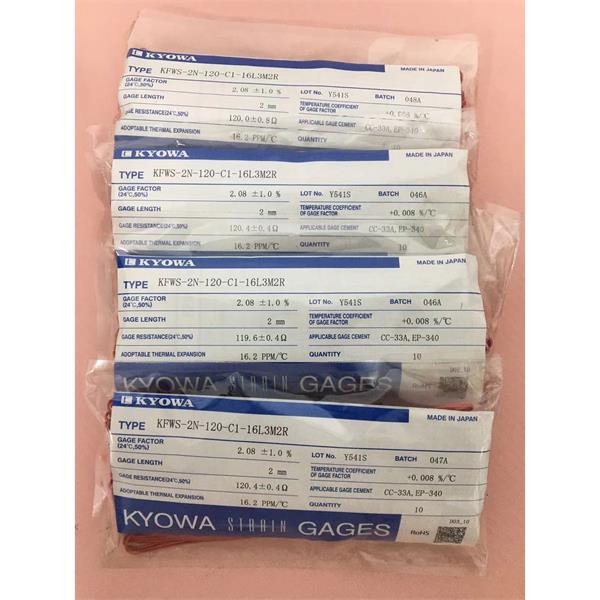 KYOWA
MADE IN JAPAN
TYPE KFWS-2N-120-C1-16L3M2R
GAGE FACTOR (24℃,50%) 2.08 ±1.0 % LOT No. Y541S BATCH 048A
GAGE LENGTH 2 mm TEMPERATURE COEFFICIENT OF GAGE FACTOR +0.008 %/℃
GE RESISTANCE(24℃,50%) 120.0±0.8Ω APPLICABLE GAGE CEMENT CC-33A,EP-340
ADOPTABLE THERMAL EXPANSION 16.2 PPM/℃ QUANTITY 10
KYOWA
MADE IN JAPAN
TYPE KFWS-2N-120-C1-16L3M2R
GAGE FACTOR (24℃,50%) 2.08 ±1.0 % LOT No. Y541S BATCH 046A
GAGE LENGTH 2 mm TEMPERATURE COEFFICIENT OF GAGE FACTOR +0.008 %/℃
GAGE RESISTANCE(24℃,50%) 120.4±0.4Ω APPLICABLE GAGE CEMENT CC-33A,EP-340
ADOPTABLE THERMAL EXPANSION 16.2 PPM/℃ QUANTITY 10
KYOWA
MADE IN JAPAN
TYPE KFWS-2N-120-C1-16L3M2R
GAGE FACTOR (24℃,50%) 2.08 ±1.0 % LOT No. Y541S BATCH 046A
GAGE LENGTH 2 mm TEMPERATURE COEFFICIENT OF GAGE FACTOR +0.008 %/℃
GAGE RESISTANCE(24℃,50%) 119.6±0.4Ω APPLICABLE GAGE CEMENT CC-33A,EP-340
ADOPTABLE THERMAL EXPANSION 16.2 PPM/℃ QUANTITY 10
KYOWA STRAIN GAGES RoHS
KYOWA
MADE IN JAPAN
TYPE KFWS-2N-120-C1-16L3M2R
GAGE FACTOR (24℃,50%) 2.08 ±1.0 % LOT No. Y541S BATCH 047A
GAGE LENGTH 2 mm TEMPERATURE COEFFICIENT OF GAGE FACTOR +0.008 %/℃
GAGE RESISTANCE(24℃,50%) 120.4±0.4Ω APPLICABLE GAGE CEMENT CC-33A,EP-340
ADOPTABLE THERMAL EXPANSION 16.2 PPM/℃ QUANTITY 10
KYOWA STRAIN GAGES RoHS